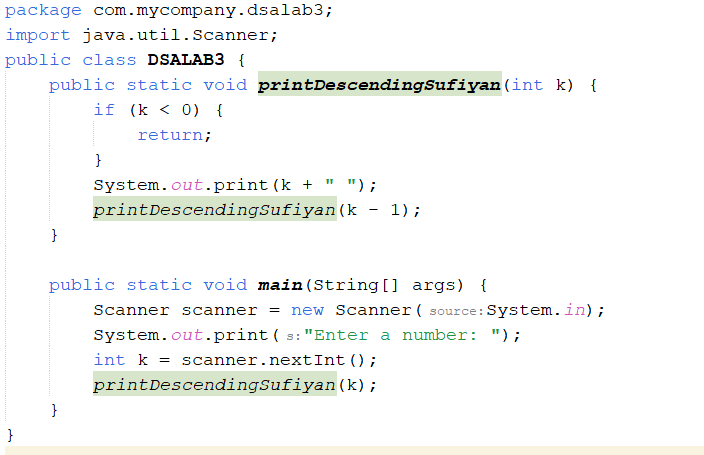 package com.mycompany.dsalab3;
import java.util.Scanner;
public class DSALAB3 {
    public static void printDescendingSufiyan(int k) {
        if (k < 0) {
            return;
        }
        System.out.print(k + " ");
        printDescendingSufiyan(k - 1);
    }

    public static void main(String[] args) {
        Scanner scanner = new Scanner( source:System.in);
        System.out.print( s:"Enter a number: ");
        int k = scanner.nextInt();
        printDescendingSufiyan(k);
    }
}